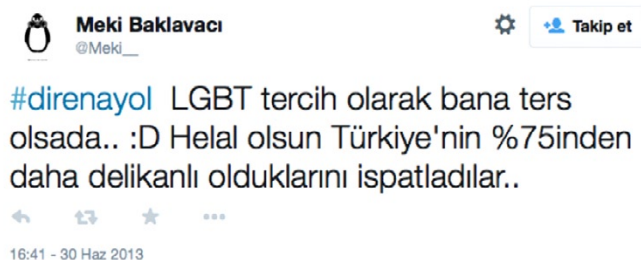 Meki Baklavacı
@Meki__
Takip et
#direnayol LGBT tercih olarak bana ters
olsada.. :D Helal olsun Türkiye'nin %75inden
daha delikanlı olduklarını ispatladılar..
16:41 - 30 Haz 2013